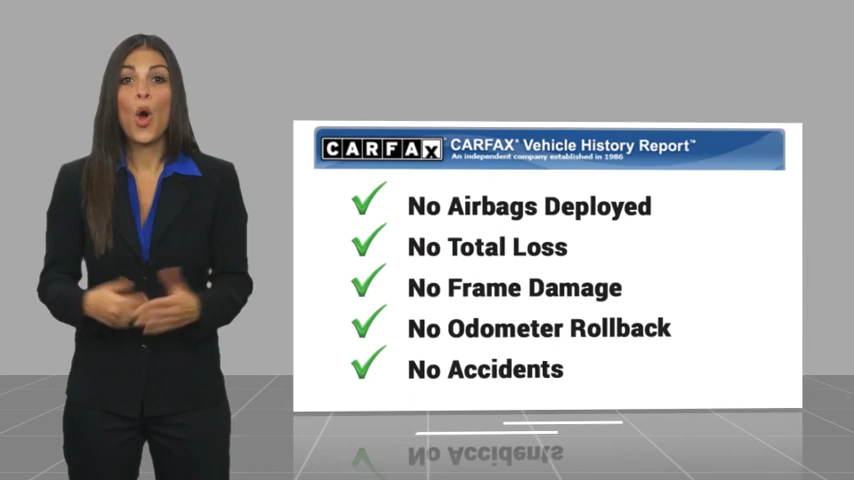 CARFAX CARFAX® Vehicle History Report™
An independent company established in 1986
No Airbags Deployed
No Total Loss
No Frame Damage
No Odometer Rollback
No Accidents
No Accidents